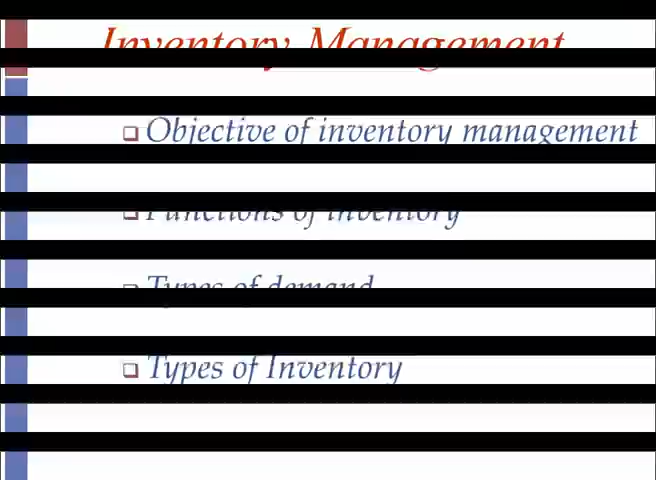 Inventory Management
Objective of inventory management
Functions of inventory
Types of demand
Types of Inventory